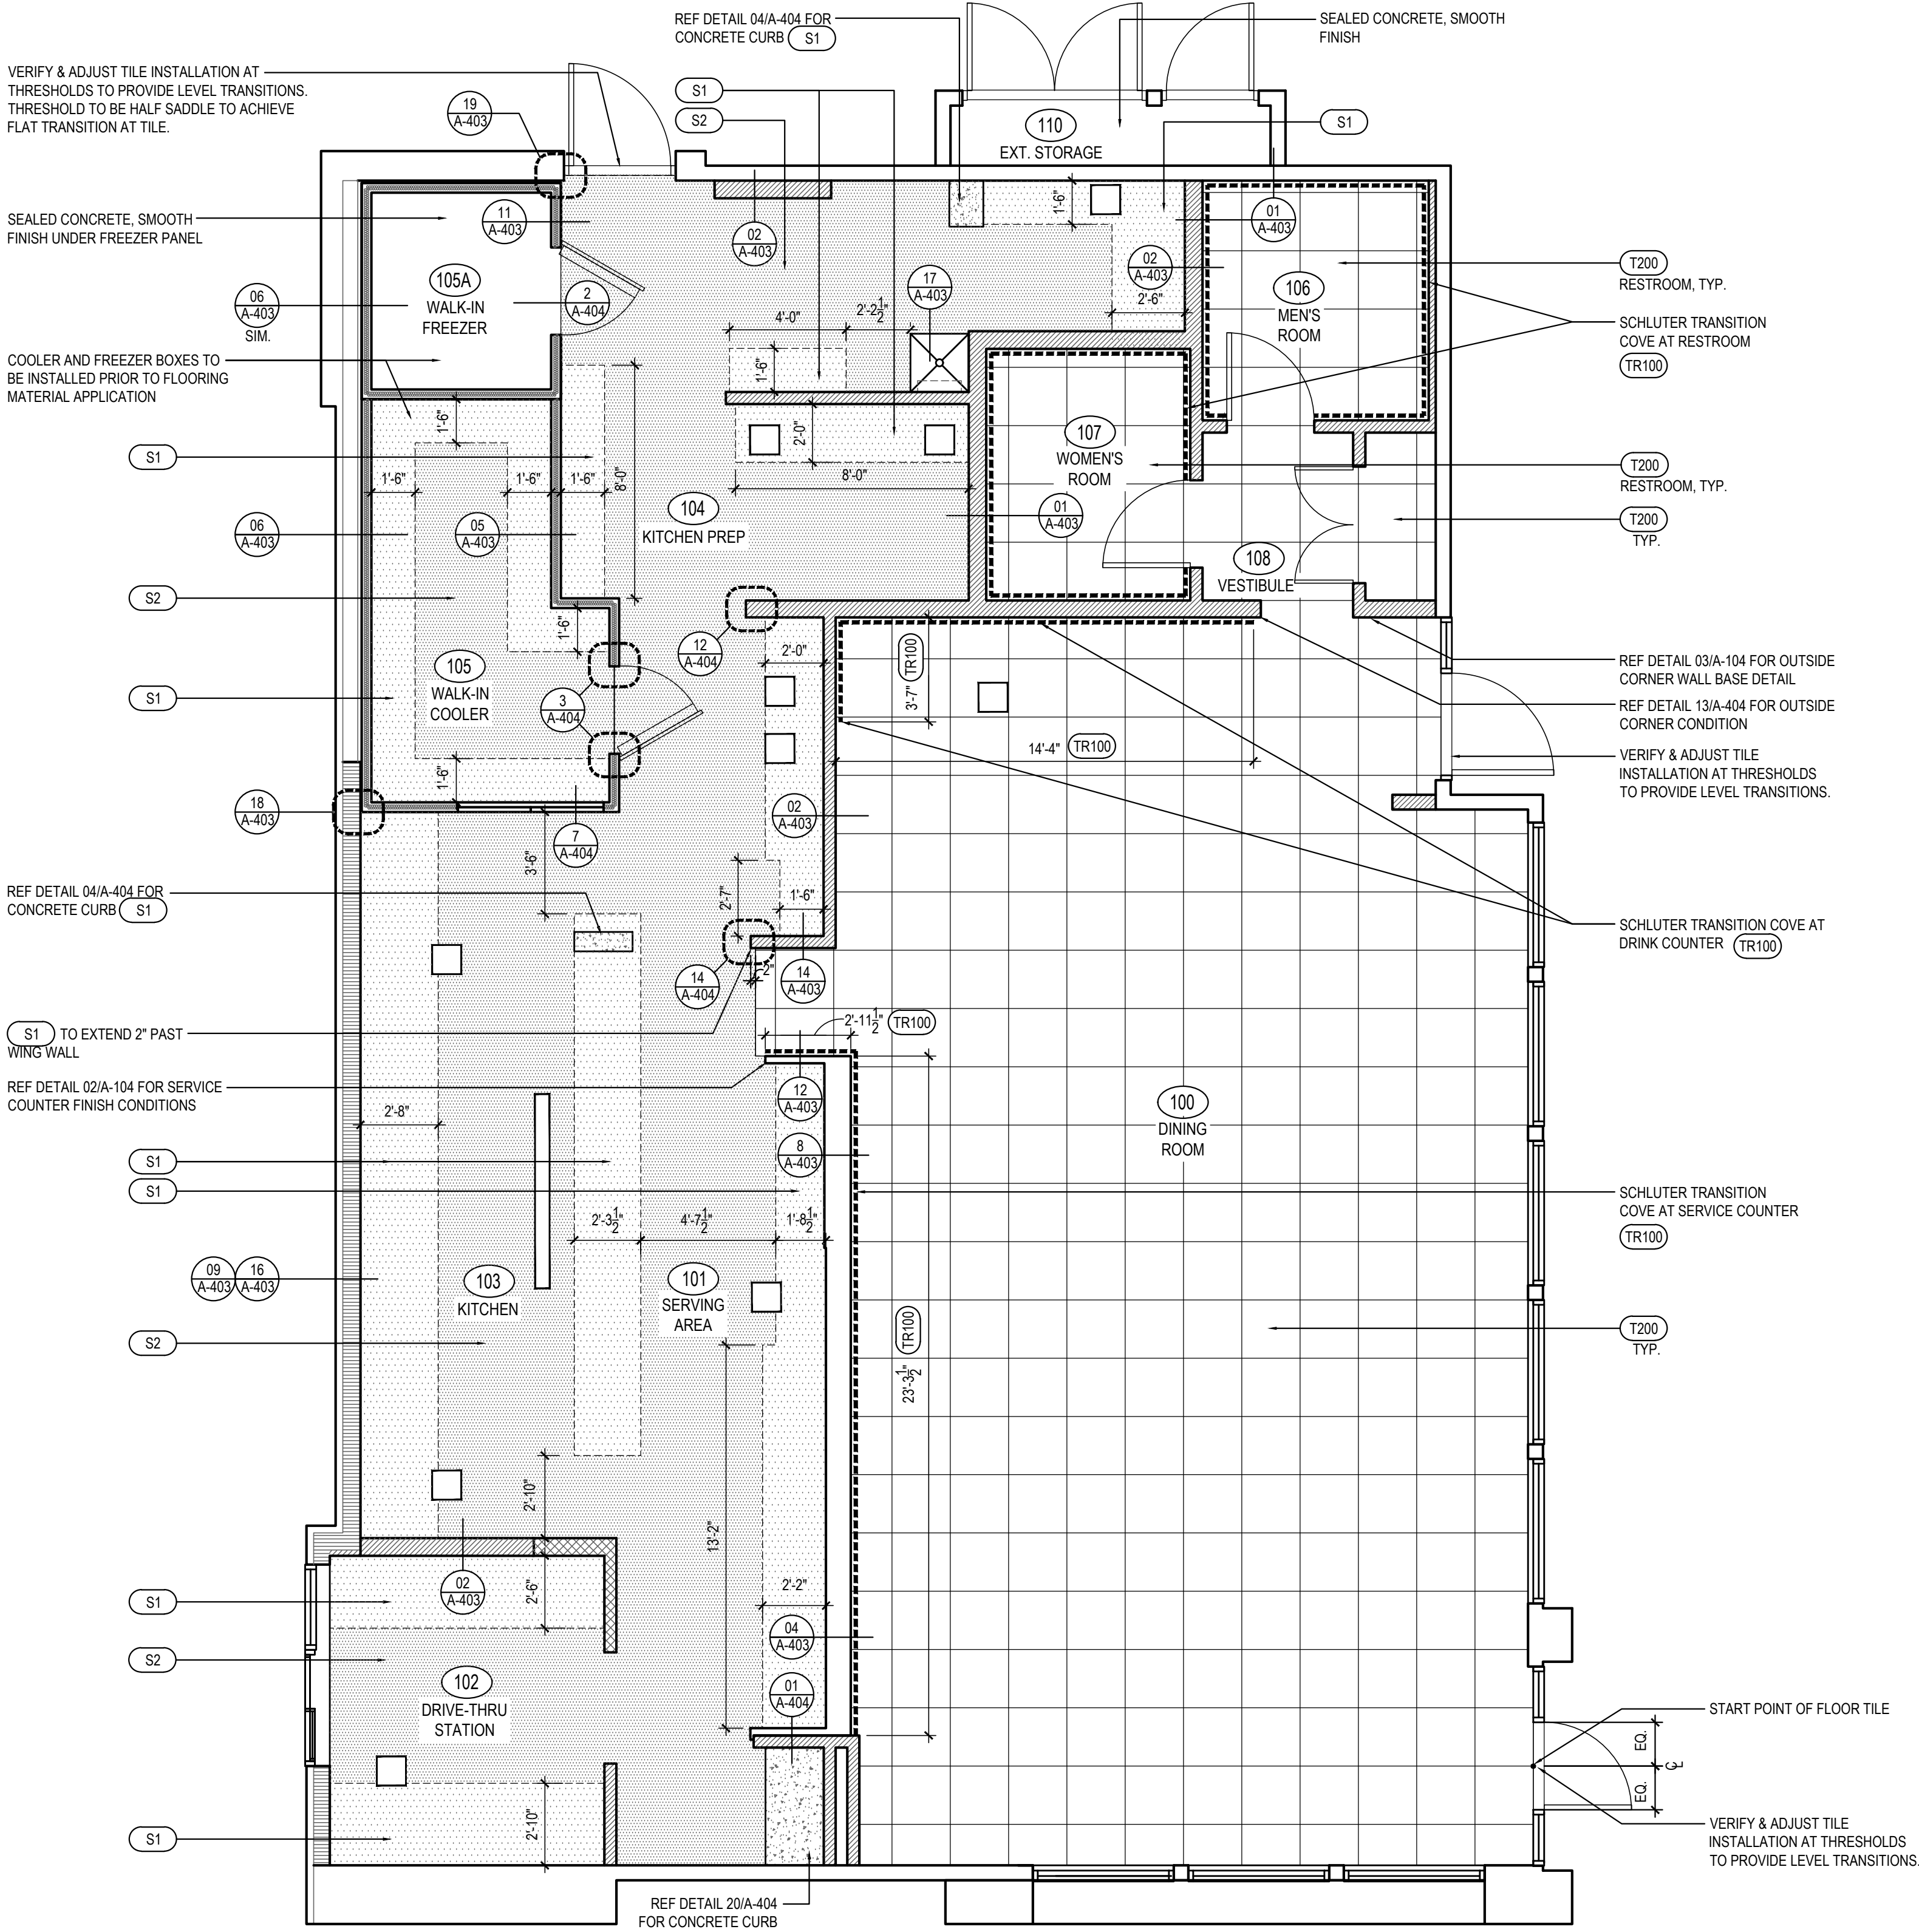 REF DETAIL 04/A-404 FOR
CONCRETE CURB S1
SEALED CONCRETE, SMOOTH
FINISH
VERIFY & ADJUST TILE INSTALLATION AT
THRESHOLDS TO PROVIDE LEVEL TRANSITIONS.
THRESHOLD TO BE HALF SADDLE TO ACHIEVE
FLAT TRANSITION AT TILE.
19
A-403
S1
S2
110
EXT. STORAGE
S1
SEALED CONCRETE, SMOOTH
FINISH UNDER FREEZER PANEL
11
A-403
02
A-403
1'-6"
01
A-403
105A
WALK-IN
FREEZER
2
A-404
17
A-403
02
A-403
2'-6"
106
MEN'S
ROOM
T200
RESTROOM, TYP.
06
A-403
SIM.
4'-0"
2'-2 1/2"
1'-6"
SCHLUTER TRANSITION
COVE AT RESTROOM
TR100
COOLER AND FREEZER BOXES TO
BE INSTALLED PRIOR TO FLOORING
MATERIAL APPLICATION
1'-6"
S1
1'-6"
1'-6"
1'-6"
8'-0"
2'-0"
8'-0"
107
WOMEN'S
ROOM
T200
RESTROOM, TYP.
06
A-403
05
A-403
104
KITCHEN PREP
01
A-403
T200
TYP.
108
VESTIBULE
S2
1'-6"
12
A-404
2'-0"
TR100
3'-7"
105
WALK-IN
COOLER
S1
3
A-404
REF DETAIL 03/A-104 FOR OUTSIDE
CORNER WALL BASE DETAIL
REF DETAIL 13/A-404 FOR OUTSIDE
CORNER CONDITION
14'-4" TR100
VERIFY & ADJUST TILE
INSTALLATION AT THRESHOLDS
TO PROVIDE LEVEL TRANSITIONS.
1'-6"
18
A-403
7
A-404
02
A-403
3'-6"
REF DETAIL 04/A-404 FOR
CONCRETE CURB S1
2'-7"
1'-6"
SCHLUTER TRANSITION COVE AT
DRINK COUNTER TR100
14
A-404
2"
14
A-403
S1 TO EXTEND 2" PAST
WING WALL
2'-11 1/2" TR100
REF DETAIL 02/A-104 FOR SERVICE
COUNTER FINISH CONDITIONS
2'-8"
12
A-403
8
A-403
100
DINING
ROOM
S1
S1
2'-3 1/2"
4'-7 1/2"
1'-8 1/2"
SCHLUTER TRANSITION
COVE AT SERVICE COUNTER
TR100
09
A-403
16
A-403
103
KITCHEN
101
SERVING
AREA
S2
TR100
23'-3 1/2"
T200
TYP.
2'-10"
13'-2"
S1
02
A-403
2'-6"
2'-2"
S2
04
A-403
102
DRIVE-THRU
STATION
01
A-404
START POINT OF FLOOR TILE
EQ.
CL
EQ.
S1
2'-10"
VERIFY & ADJUST TILE
INSTALLATION AT THRESHOLDS
TO PROVIDE LEVEL TRANSITIONS.
REF DETAIL 20/A-404
FOR CONCRETE CURB